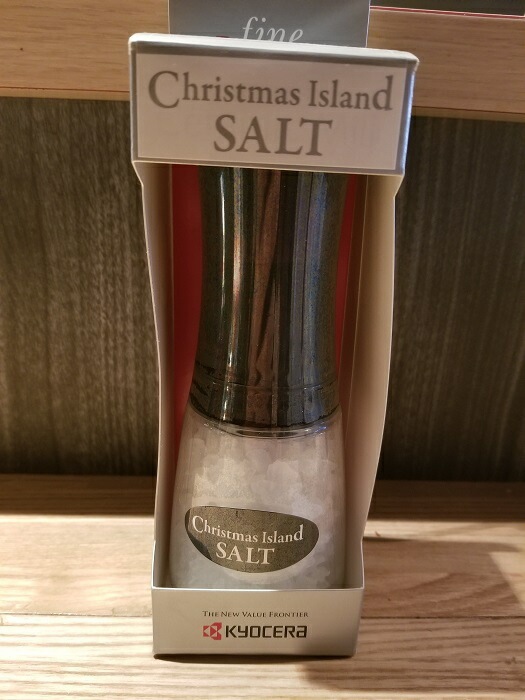 fine
Christmas Island
SALT
Christmas Island
SALT
THE NEW VALUE FRONTIER
KYOCERA